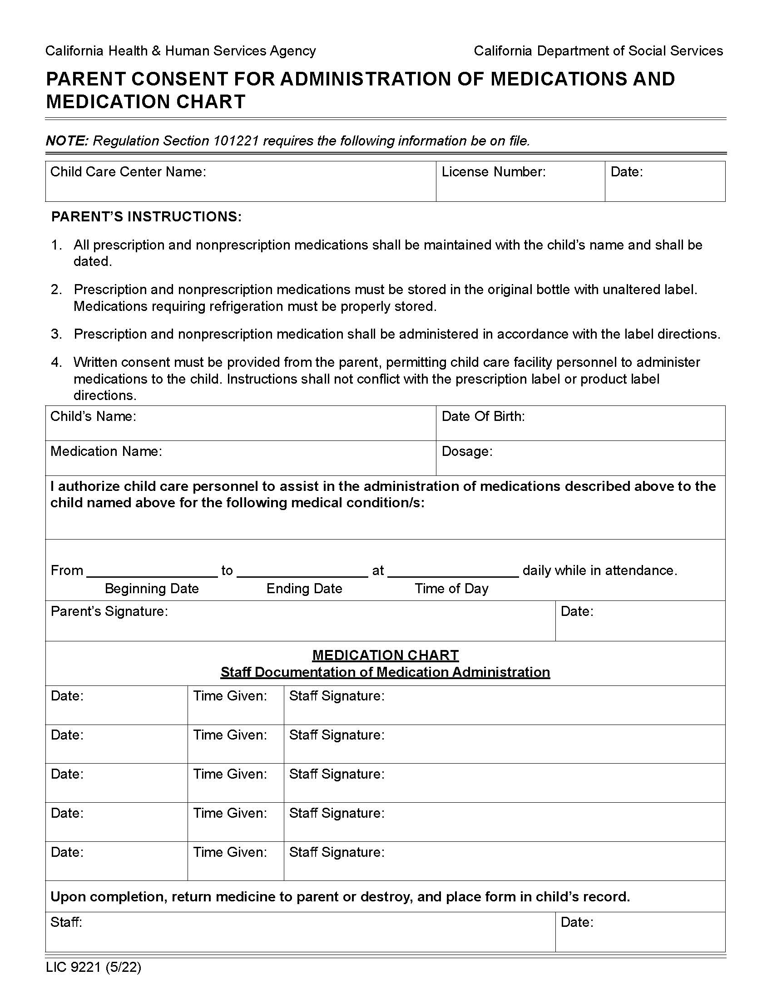 California Health & Human Services Agency California Department of Social Services
PARENT CONSENT FOR ADMINISTRATION OF MEDICATIONS AND
MEDICATION CHART
NOTE: Regulation Section 101221 requires the following information be on file.
Child Care Center Name: License Number: Date:
PARENT’S INSTRUCTIONS:
1. All prescription and nonprescription medications shall be maintained with the child’s name and shall be
dated.
2. Prescription and nonprescription medications must be stored in the original bottle with unaltered label.
Medications requiring refrigeration must be properly stored.
3. Prescription and nonprescription medication shall be administered in accordance with the label directions.
4. Written consent must be provided from the parent, permitting child care facility personnel to administer
medications to the child. Instructions shall not conflict with the prescription label or product label
directions.
Child’s Name: Date Of Birth:
Medication Name: Dosage:
I authorize child care personnel to assist in the administration of medications described above to the
child named above for the following medical condition/s:
From to at daily while in attendance.
Beginning Date Ending Date Time of Day
Parent’s Signature: Date:
MEDICATION CHART
Staff Documentation of Medication Administration
Date: Time Given: Staff Signature:
Date: Time Given: Staff Signature:
Date: Time Given: Staff Signature:
Date: Time Given: Staff Signature:
Date: Time Given: Staff Signature:
Upon completion, return medicine to parent or destroy, and place form in child’s record.
Staff: Date:
LIC 9221 (5/22)